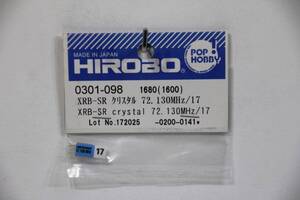 POP
HOBBY
MADE IN JAPAN
HIROBO
0301-098 1680(1600)
XRB-SR クリスタル 72.130MHz/17
XRB-SR crystal 72.130MHz/17
Lot No.172025 -0200-0141*
17